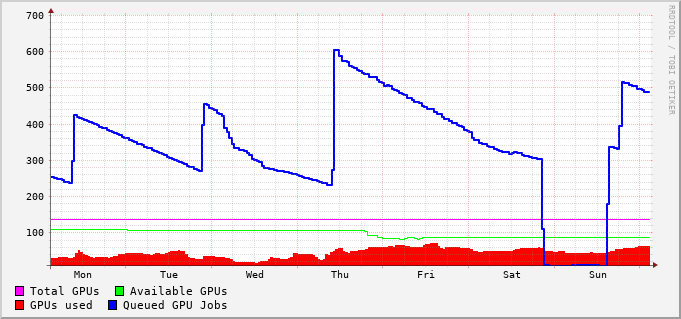 700
600
500
400
300
200
100
Mon Tue Wed Thu Fri Sat Sun
Total GPUs Available GPUs
GPUs used Queued GPU Jobs
RRDTOOL / TOBI OETIKER